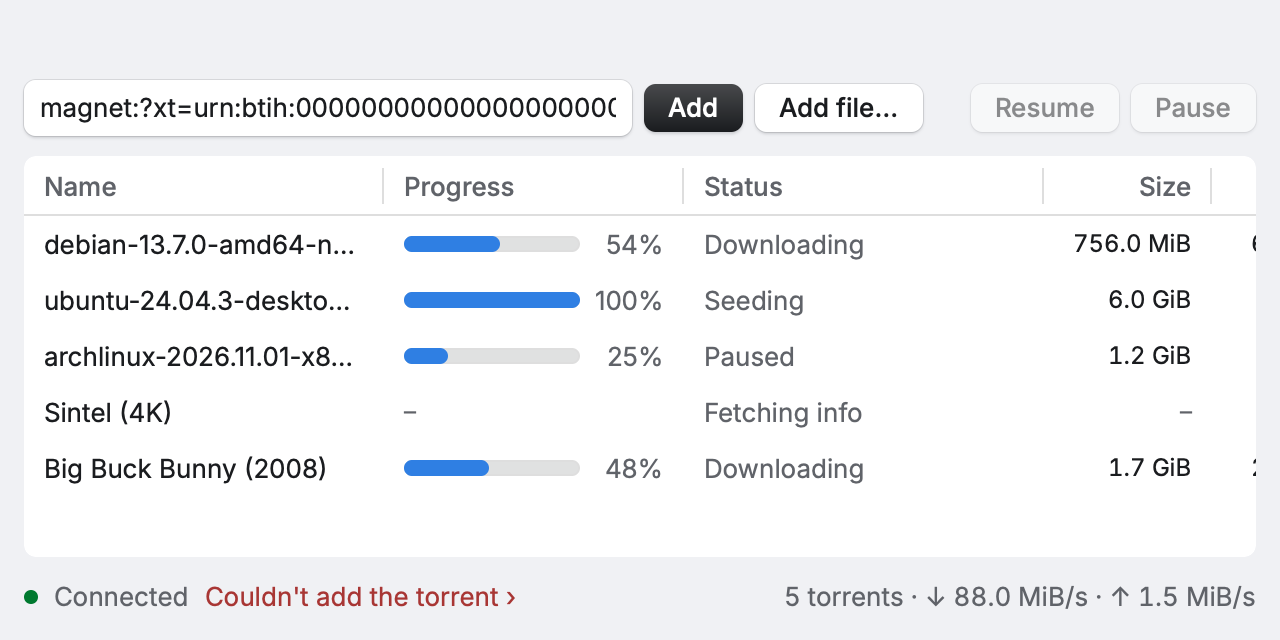 magnet:?xt=urn:btih:0000000000000000000 Add Add file... Resume Pause
Name Progress Status Size
debian-13.7.0-amd64-n... 54% Downloading 756.0 MiB
ubuntu-24.04.3-deskto... 100% Seeding 6.0 GiB
archlinux-2026.11.01-x8... 25% Paused 1.2 GiB
Sintel (4K) – Fetching info –
Big Buck Bunny (2008) 48% Downloading 1.7 GiB
Connected Couldn't add the torrent › 5 torrents · ↓ 88.0 MiB/s · ↑ 1.5 MiB/s